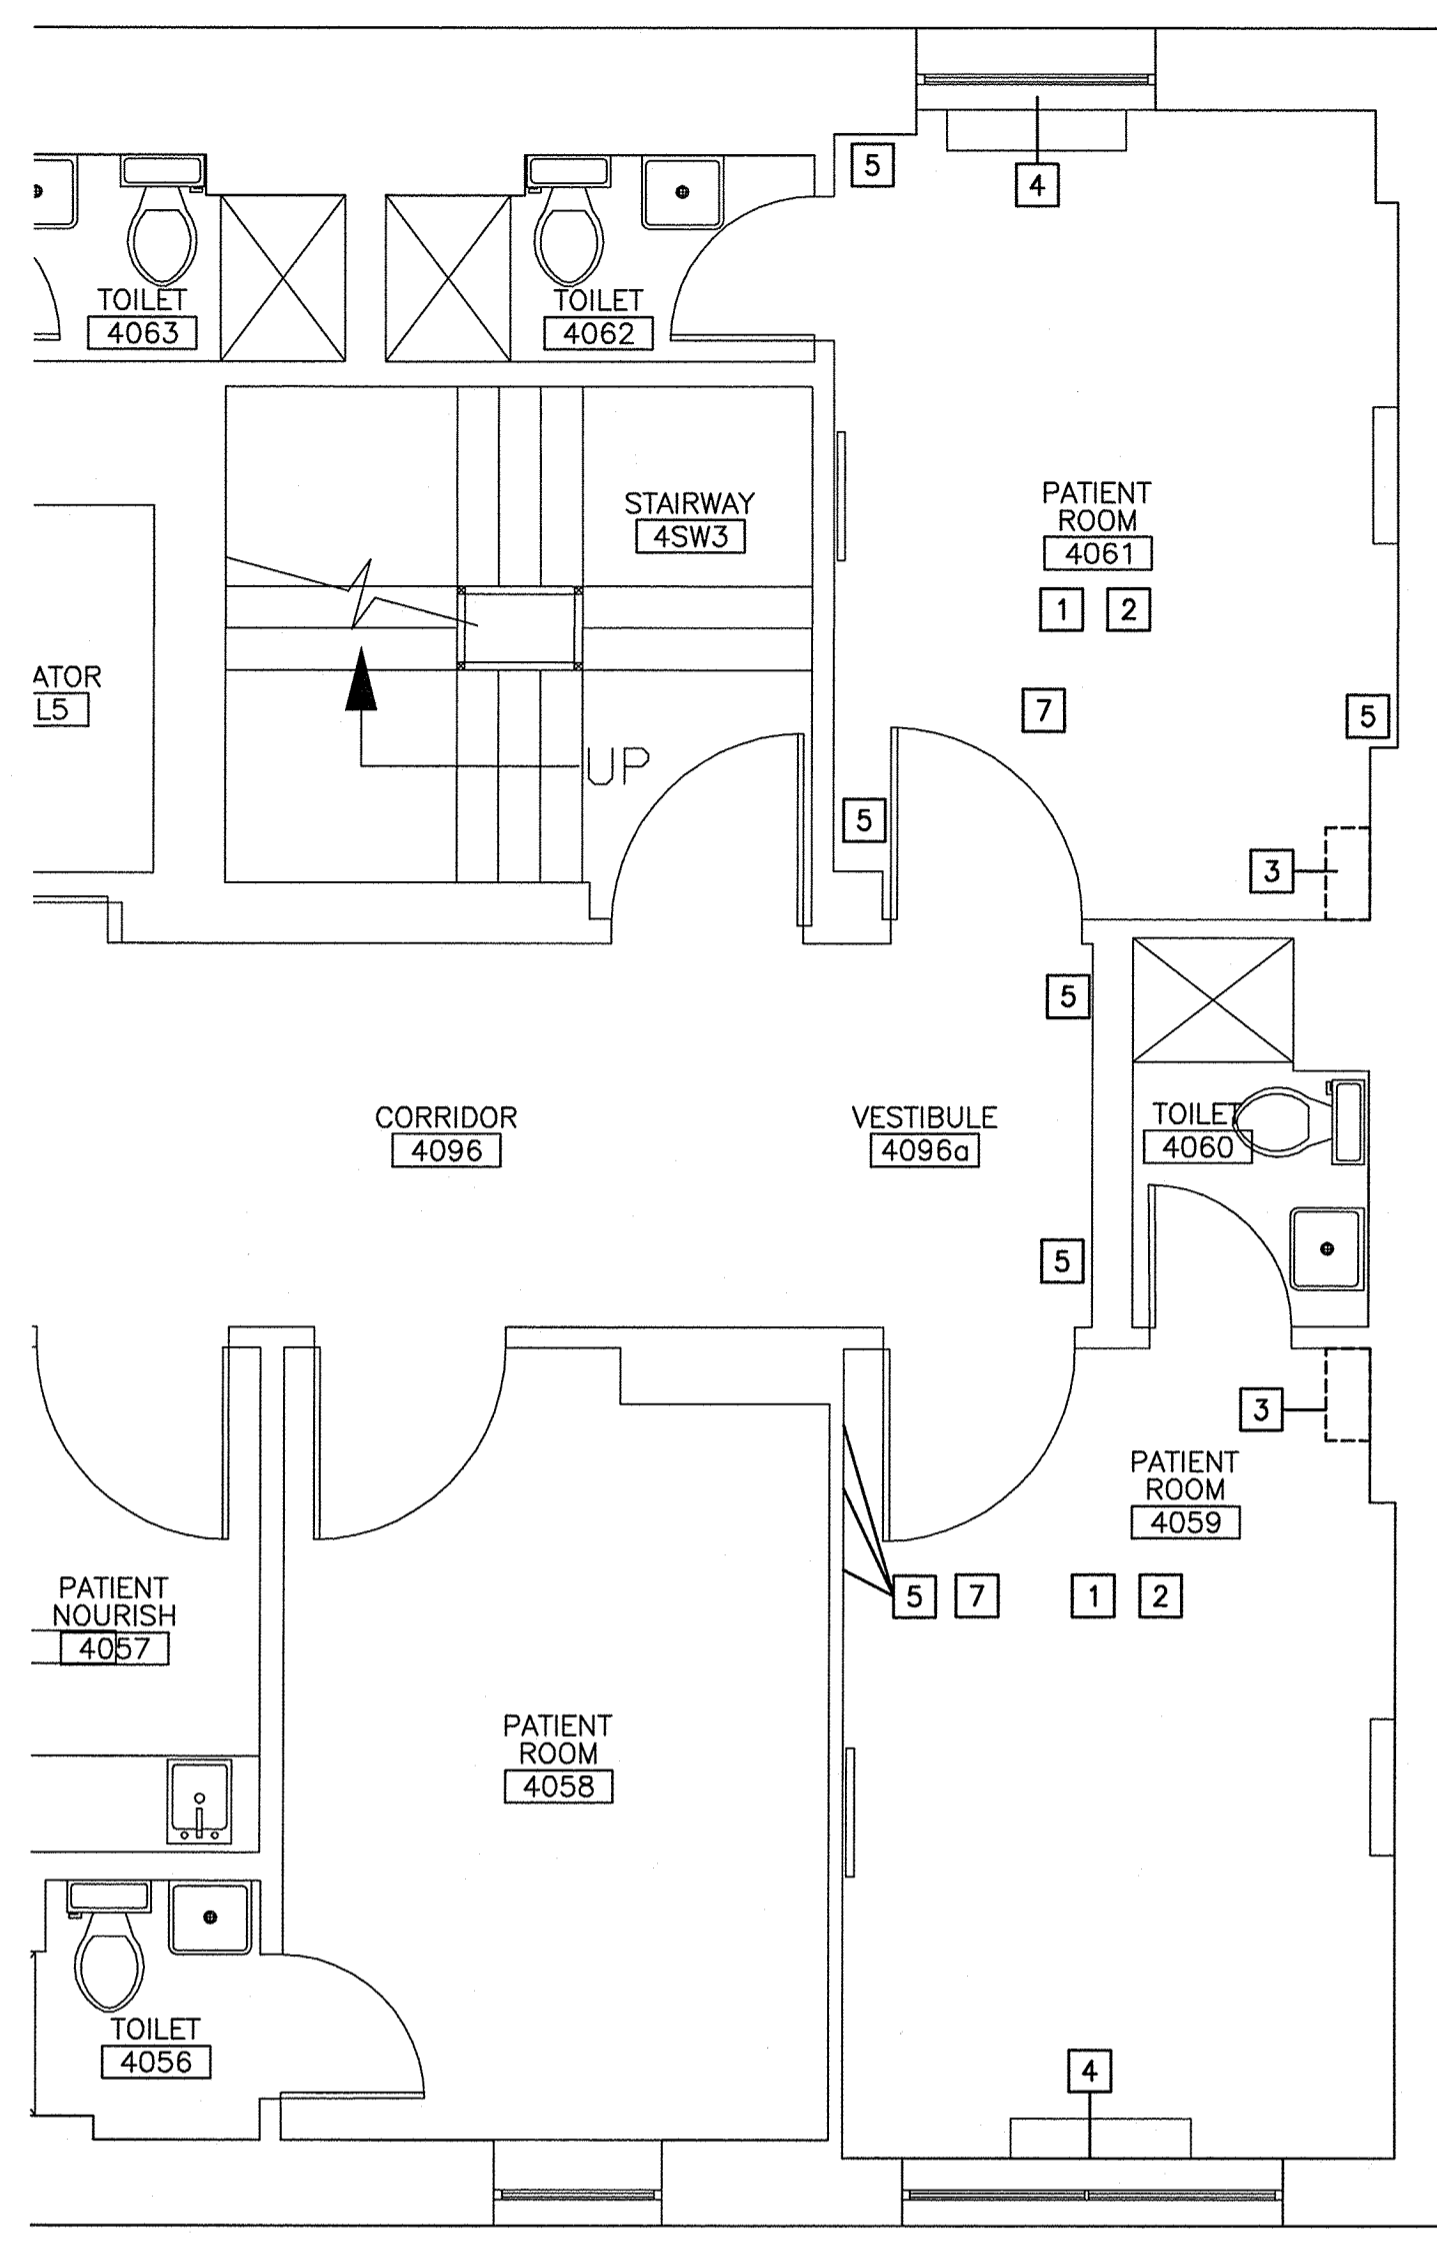 5
4
TOILET
4063
TOILET
4062
STAIRWAY
4SW3
PATIENT
ROOM
4061
1 2
ATOR
L5
7
5
UP
5
3
5
CORRIDOR
4096
VESTIBULE
4096a
TOILET
4060
5
3
PATIENT
ROOM
4059
5 7 1 2
PATIENT
NOURISH
4057
PATIENT
ROOM
4058
TOILET
4056
4